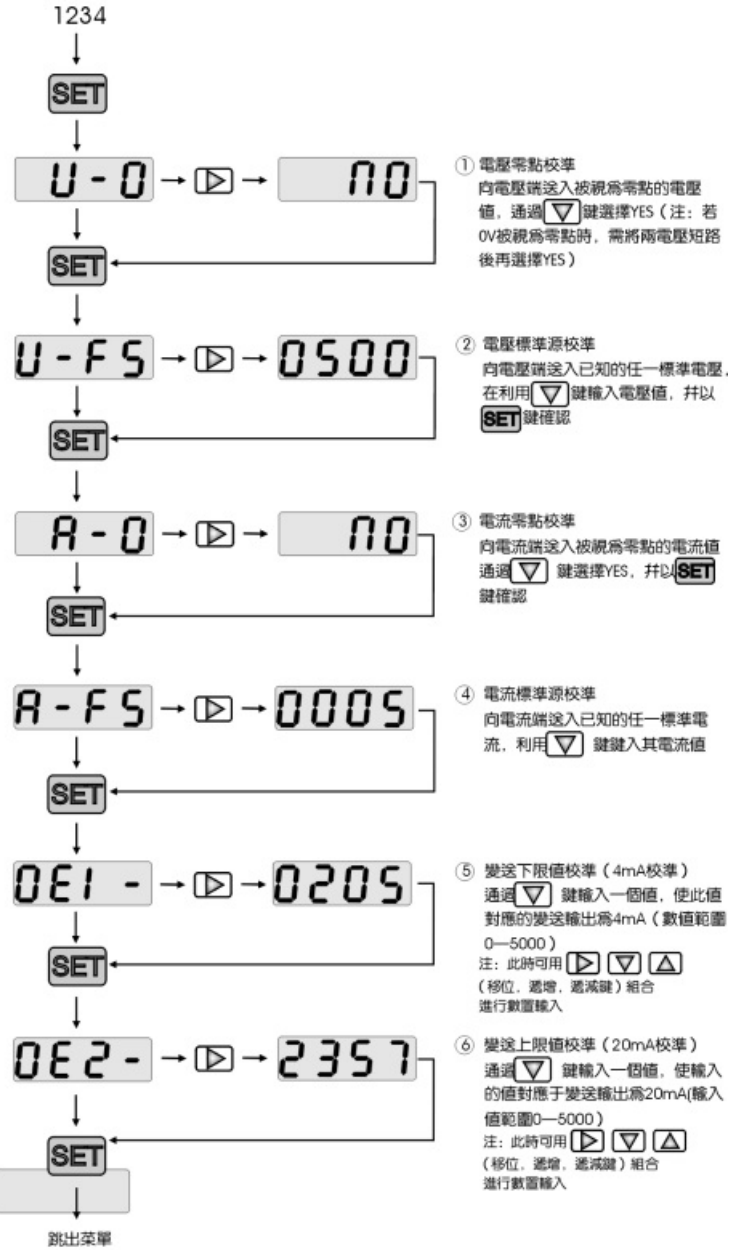 1234
SET
U-0
NO
SET
① 電壓零點校準
向電壓端送入被視爲零點的電壓
值，通過 鍵選擇YES（注：若
0V被視爲零點時，需將兩電壓短路
後再選擇YES）
U-FS
0500
SET
② 電壓標準源校準
向電壓端送入已知的任一標準電壓，
在利用 鍵輸入電壓值，幷以
SET 鍵確認
A-0
NO
SET
③ 電流零點校準
向電流端送入被視爲零點的電流值
通過 鍵選擇YES，幷以SET
鍵確認
A-FS
0005
SET
④ 電流標準源校準
向電流端送入已知的任一標準電
流，利用 鍵鍵入其電流值
OE1 -
0205
SET
⑤ 變送下限值校準（4mA校準）
通過 鍵輸入一個值，使此值
對應的變送輸出爲4mA（數值範圍
0—5000）
注：此時可用
（移位，遞增，遞減鍵）組合
進行數置輸入
OE2-
2357
SET
⑥ 變送上限值校準（20mA校準）
通過 鍵輸入一個值，使輸入
的值對應于變送輸出爲20mA(輸入
值範圍0—5000）
注：此時可用
（移位，遞增，遞減鍵）組合
進行數置輸入
跳出菜單